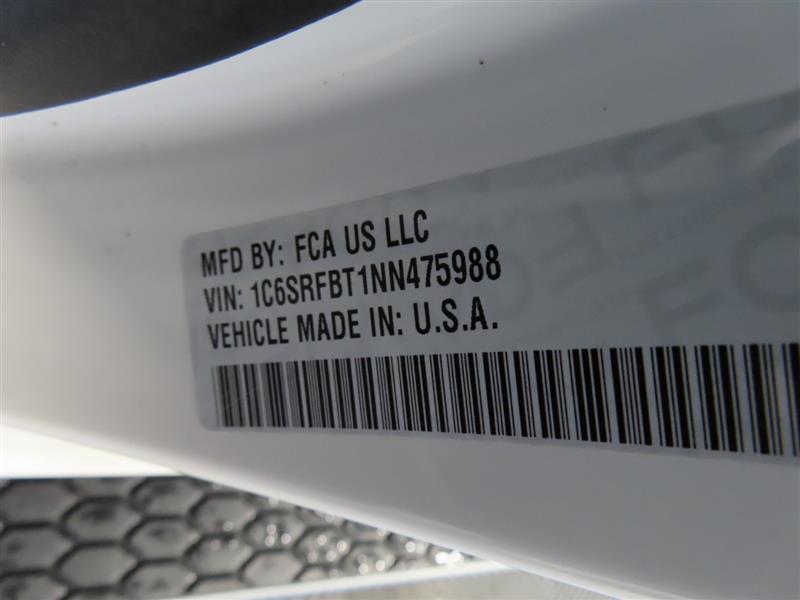 MFD BY: FCA US LLC
VIN: 1C6SRFBT1NN475988
VEHICLE MADE IN: U.S.A.